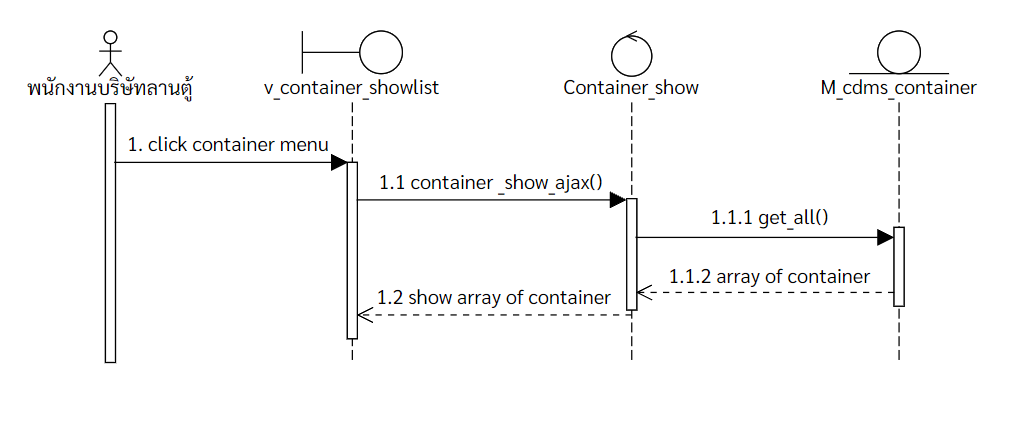 พนักงานบริษัทลานตู้
v_container_showlist
Container_show
M_cdms_container
1. click container menu
1.1 container _show_ajax()
1.1.1 get_all()
1.1.2 array of container
1.2 show array of container